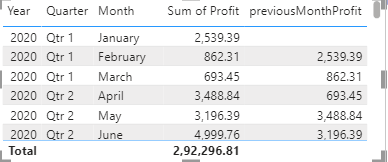 Year Quarter Month Sum of Profit previousMonthProfit
2020 Qtr 1 January 2,539.39
2020 Qtr 1 February 862.31 2,539.39
2020 Qtr 1 March 693.45 862.31
2020 Qtr 2 April 3,488.84 693.45
2020 Qtr 2 May 3,196.39 3,488.84
2020 Qtr 2 June 4,999.76 3,196.39
Total 2,92,296.81